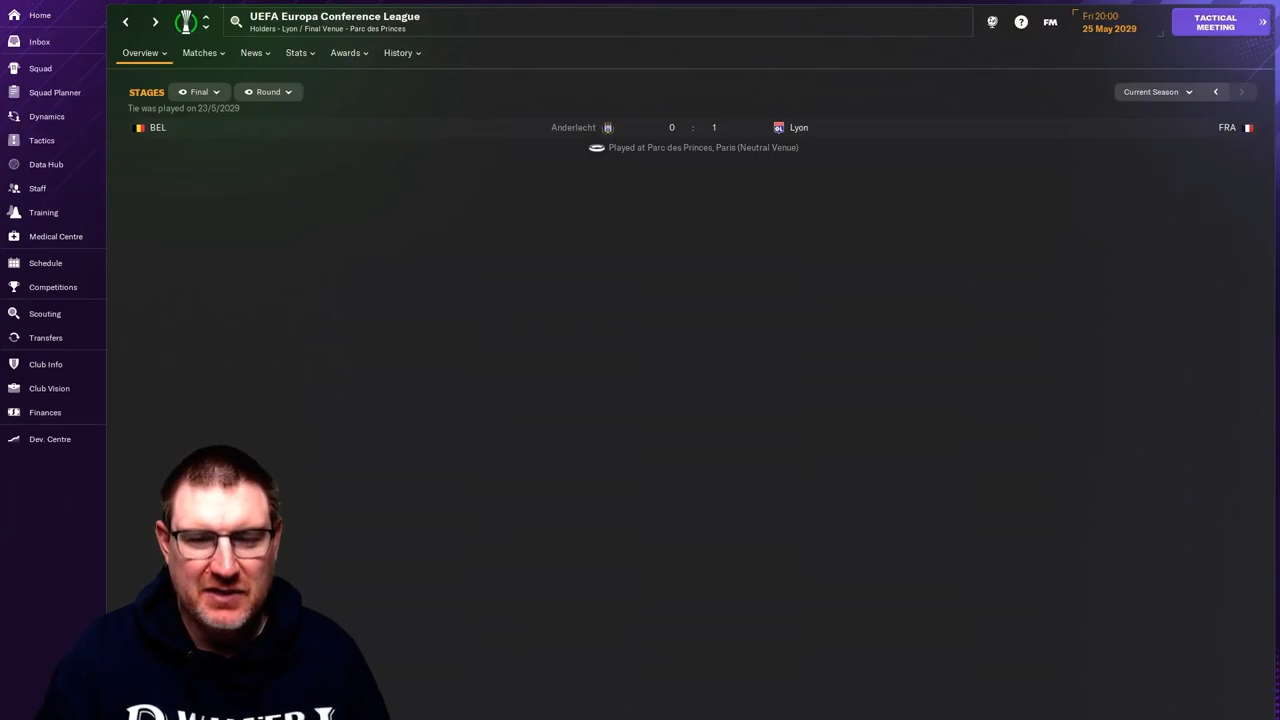 Home
Inbox
Squad
Squad Planner
Dynamics
Tactics
Data Hub
Staff
Training
Medical Centre
Schedule
Competitions
Scouting
Transfers
Club Info
Club Vision
Finances
Dev. Centre
UEFA Europa Conference League
Holders - Lyon / Final Venue - Parc des Princes
?
FM
Fri 20:00
25 May 2029
TACTICAL
MEETING
Overview
Matches
News
Stats
Awards
History
STAGES
Final
Round
Current Season
Tie was played on 23/5/2029
BEL
Anderlecht
0 : 1
OL
Lyon
FRA
Played at Parc des Princes, Paris (Neutral Venue)